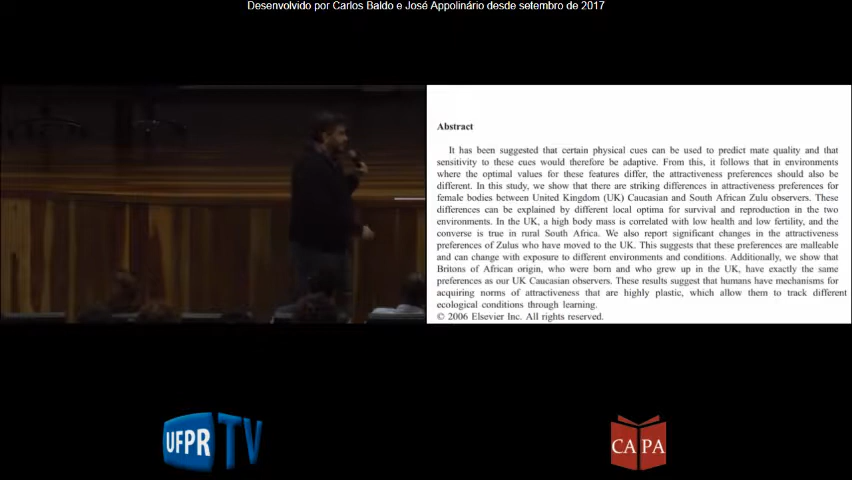 Desenvolvido por Carlos Baldo e José Appolinário desde setembro de 2017
Abstract
It has been suggested that certain physical cues can be used to predict mate quality and that
sensitivity to these cues would therefore be adaptive. From this, it follows that in environments
where the optimal values for these features differ, the attractiveness preferences should also be
different. In this study, we show that there are striking differences in attractiveness preferences for
female bodies between United Kingdom (UK) Caucasian and South African Zulu observers. These
differences can be explained by different local optima for survival and reproduction in the two
environments. In the UK, a high body mass is correlated with low health and low fertility, and the
converse is true in rural South Africa. We also report significant changes in the attractiveness
preferences of Zulus who have moved to the UK. This suggests that these preferences are malleable
and can change with exposure to different environments and conditions. Additionally, we show that
Britons of African origin, who were born and who grew up in the UK, have exactly the same
preferences as our UK Caucasian observers. These results suggest that humans have mechanisms for
acquiring norms of attractiveness that are highly plastic, which allow them to track different
ecological conditions through learning.
© 2006 Elsevier Inc. All rights reserved.
UFPR TV
CAPA